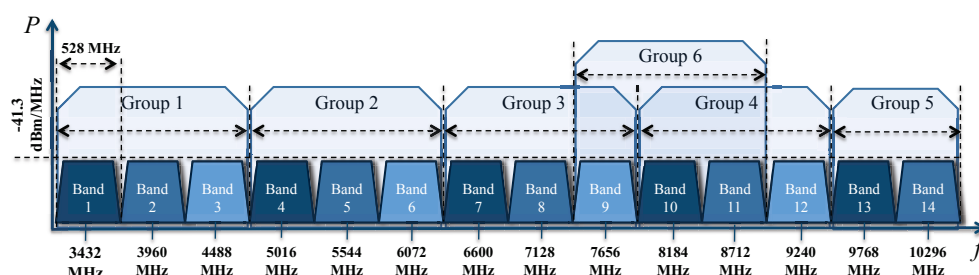 P
528 MHz
Group 6
Group 1 Group 2 Group 3 Group 4 Group 5
-41.3
dBm/MHz
Band Band Band Band Band Band Band Band Band Band Band Band Band Band
1 2 3 4 5 6 7 8 9 10 11 12 13 14
f
3432 3960 4488 5016 5544 6072 6600 7128 7656 8184 8712 9240 9768 10296
MHz MHz MHz MHz MHz MHz MHz MHz MHz MHz MHz MHz MHz MHz